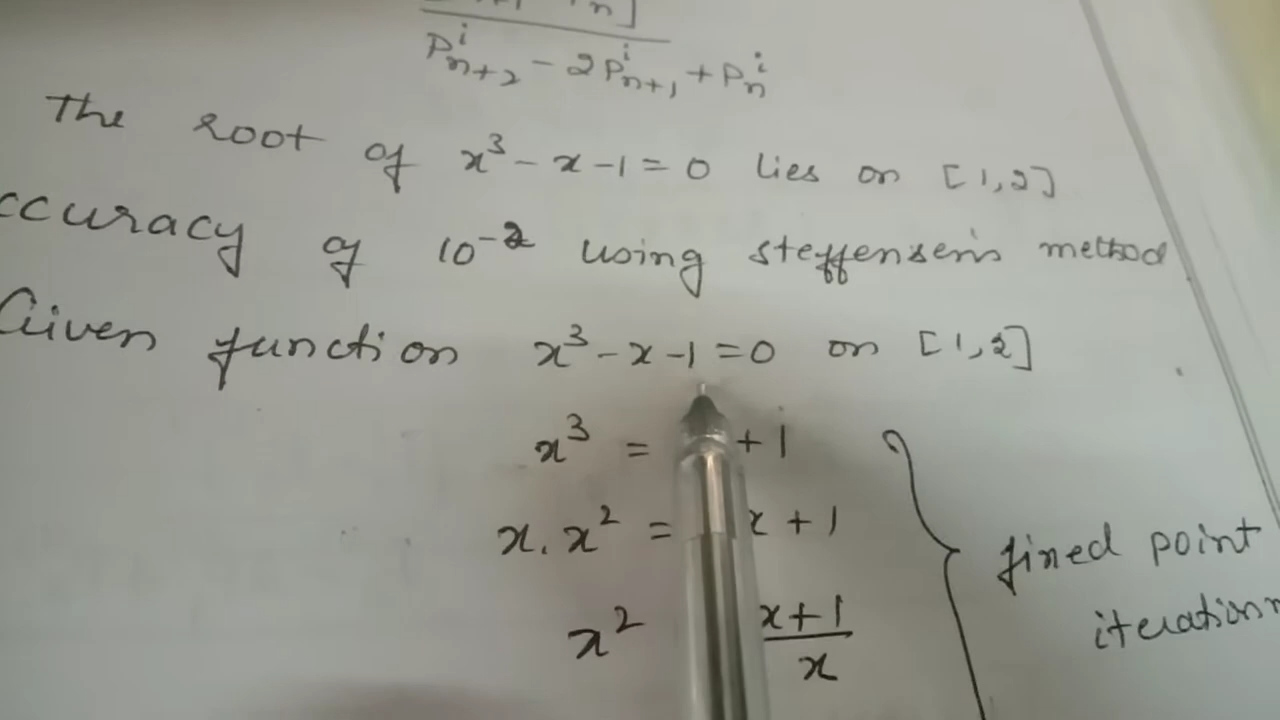 n]
P^i_{n+2} - 2P^i_{n+1} + P^i_n
The root of x³ - x - 1 = 0 lies on [1,2]
ccuracy of 10⁻² using steffensen's method
Given function x³ - x - 1 = 0 on [1,2]
x³ = + 1
x . x² = x + 1
x² x + 1 / x
fixed point
iteration